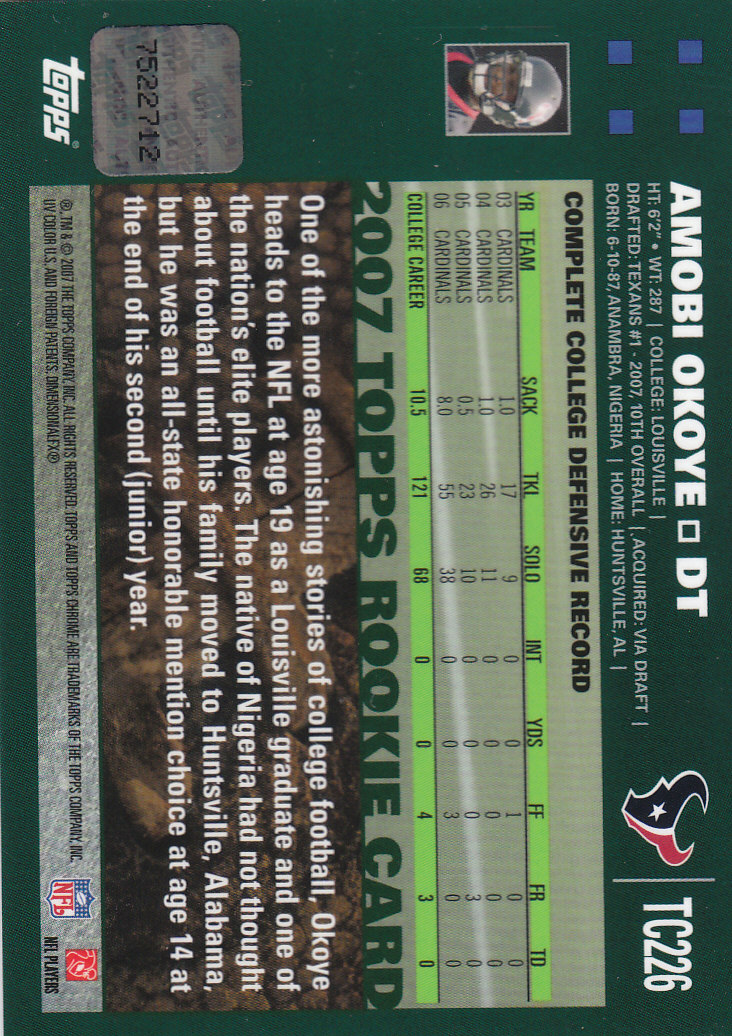 AMOBI OKOYE □ DT
HT: 6'2" • WT: 287 | COLLEGE: LOUISVILLE |
DRAFTED: TEXANS #1 - 2007, 10TH OVERALL | ACQUIRED: VIA DRAFT |
BORN: 6-10-87, ANAMBRA, NIGERIA | HOME: HUNTSVILLE, AL |
TC226
COMPLETE COLLEGE DEFENSIVE RECORD
YR TEAM SACK TKL SOLO INT YDS FF FR TD
03 CARDINALS 1.0 17 9 0 0 1 0 0
04 CARDINALS 1.0 26 11 0 0 0 0 0
05 CARDINALS 0.5 23 10 0 0 0 3 0
06 CARDINALS 8.0 55 38 0 0 3 0 0
COLLEGE CAREER 10.5 121 68 0 0 4 3 0
2007 TOPPS ROOKIE CARD
One of the more astonishing stories of college football, Okoye
heads to the NFL at age 19 as a Louisville graduate and one of
the nation's elite players. The native of Nigeria had not thought
about football until his family moved to Huntsville, Alabama,
but he was an all-state honorable mention choice at age 14 at
the end of his second (junior) year.
7522712
topps®
®, TM & © 2007 THE TOPPS COMPANY, INC. ALL RIGHTS RESERVED. TOPPS AND TOPPS CHROME ARE TRADEMARKS OF THE TOPPS COMPANY, INC.
UV COLOR U.S. AND FOREIGN PATENTS, DIMENSIONALFX®
NFL
NFL PLAYERS